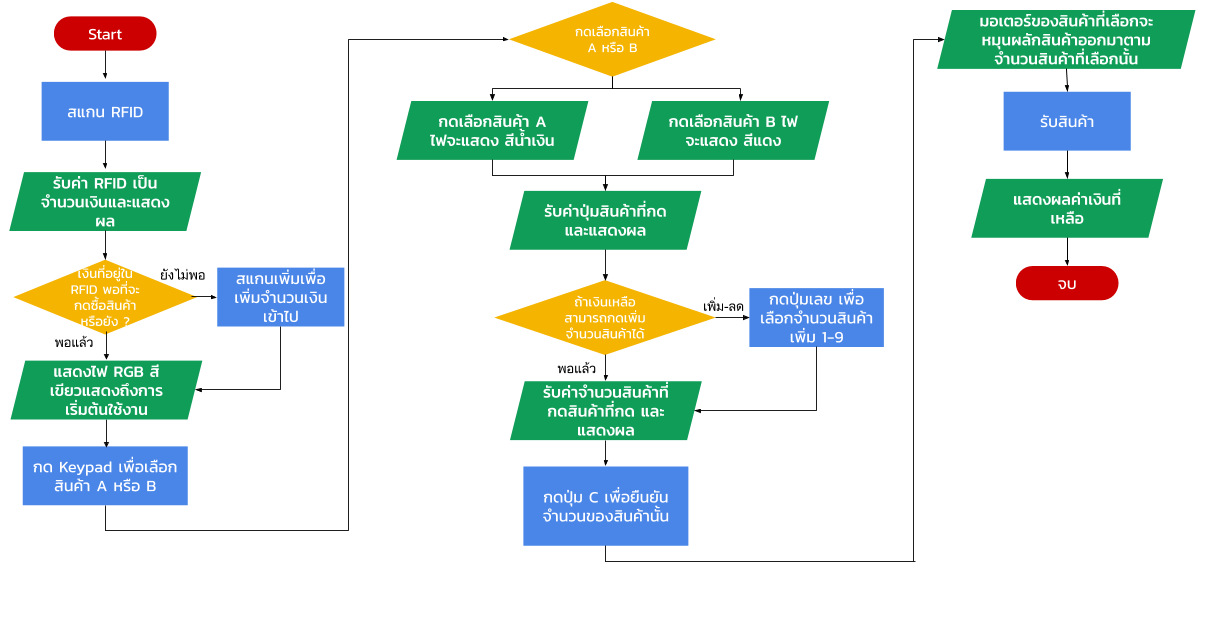 Start
สแกน RFID
รับค่า RFID เป็น
จำนวนเงินและแสดง
ผล
เงินที่อยู่ใน
RFID พอที่จะ
กดซื้อสินค้า
หรือยัง ?
ยังไม่พอ
สแกนเพิ่มเพื่อ
เพิ่มจำนวนเงิน
เข้าไป
พอแล้ว
แสดงไฟ RGB สี
เขียวแสดงถึงการ
เริ่มต้นใช้งาน
กด Keypad เพื่อเลือก
สินค้า A หรือ B
กดเลือกสินค้า
A หรือ B
กดเลือกสินค้า A
ไฟจะแสดง สีน้ำเงิน
กดเลือกสินค้า B ไฟ
จะแสดง สีแดง
รับค่าปุ่มสินค้าที่กด
และแสดงผล
ถ้าเงินเหลือ
สามารถกดเพิ่ม
จำนวนสินค้าได้
เพิ่ม-ลด
กดปุ่มเลข เพื่อ
เลือกจำนวนสินค้า
เพิ่ม 1-9
พอแล้ว
รับค่าจำนวนสินค้าที่
กดสินค้าที่กด และ
แสดงผล
กดปุ่ม C เพื่อยืนยัน
จำนวนของสินค้านั้น
มอเตอร์ของสินค้าที่เลือกจะ
หมุนผลักสินค้าออกมาตาม
จำนวนสินค้าที่เลือกนั้น
รับสินค้า
แสดงผลค่าเงินที่
เหลือ
จบ